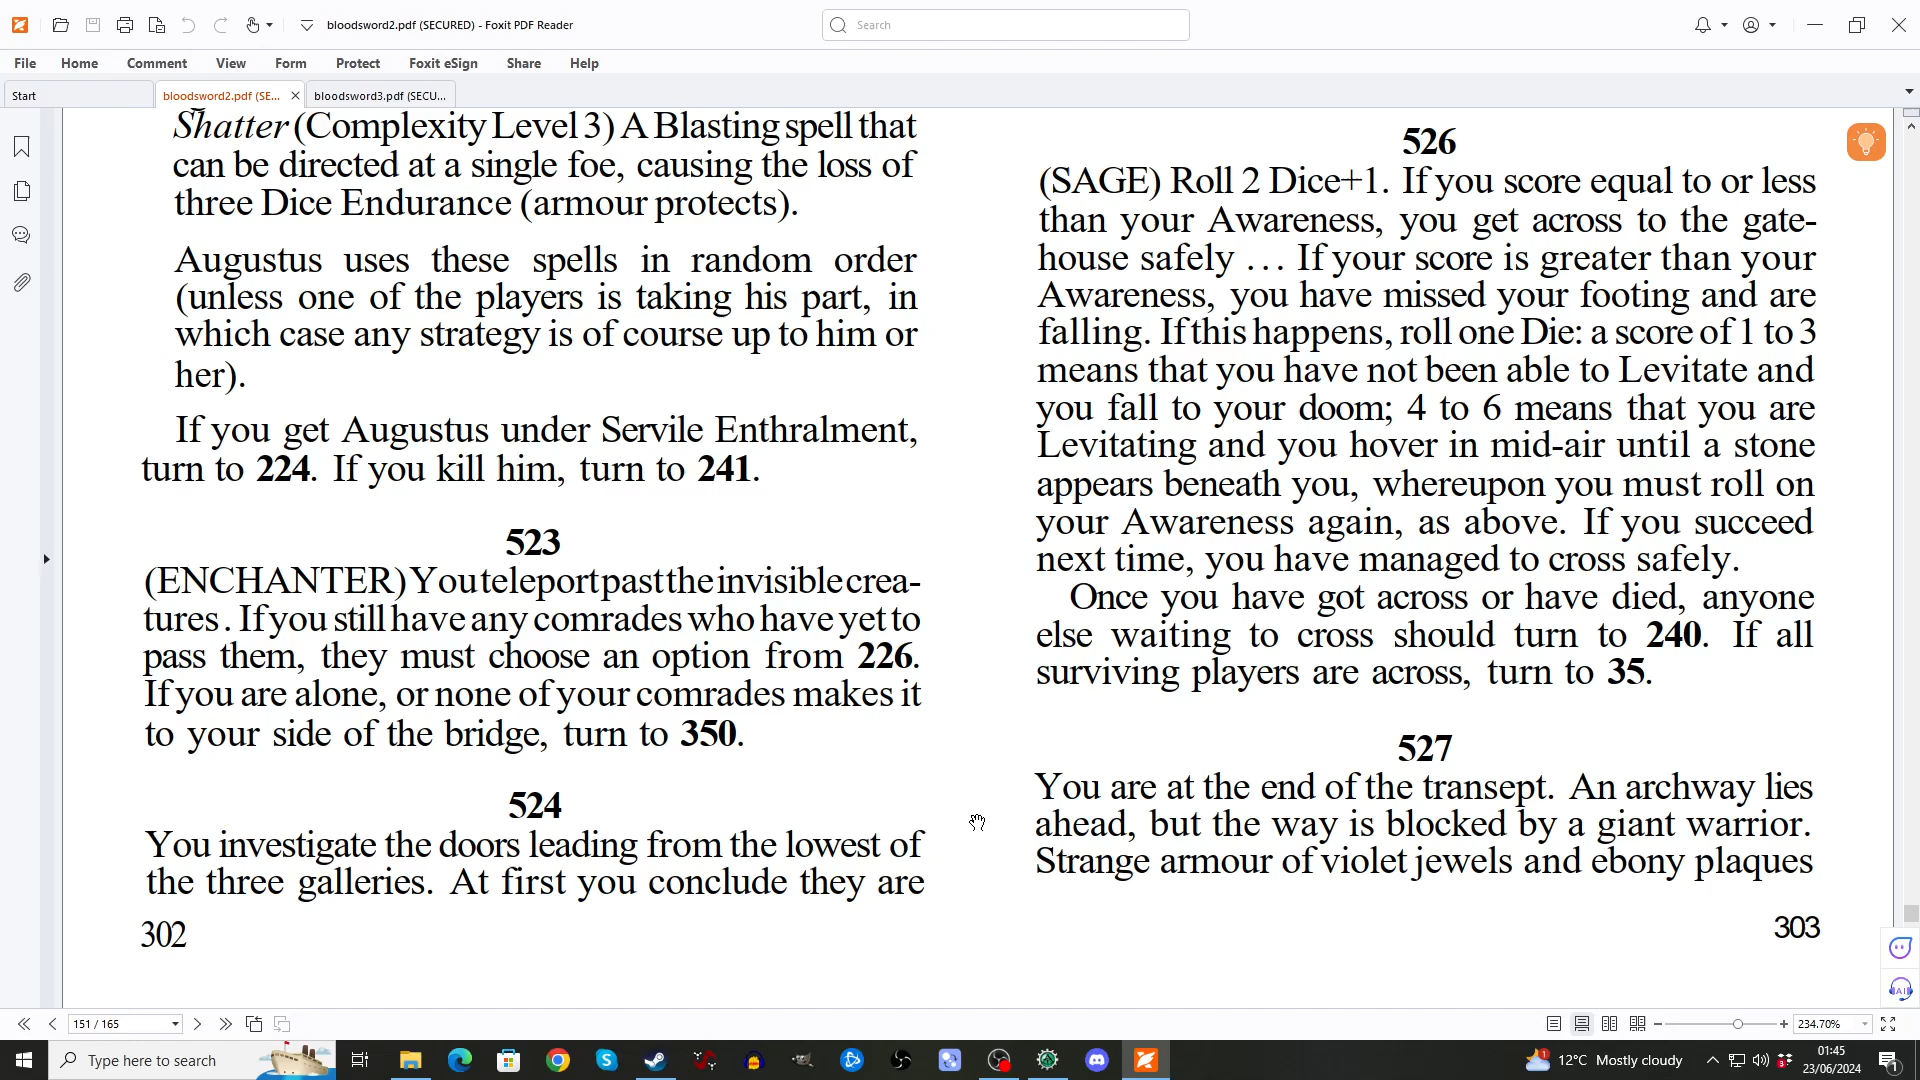 bloodsword2.pdf (SECURED) - Foxit PDF Reader
Search
File Home Comment View Form Protect Foxit eSign Share Help
Start
bloodsword2.pdf (SE...
bloodsword3.pdf (SECU...
Shatter (Complexity Level 3) A Blasting spell that
can be directed at a single foe, causing the loss of
three Dice Endurance (armour protects).
Augustus uses these spells in random order
(unless one of the players is taking his part, in
which case any strategy is of course up to him or
her).
If you get Augustus under Servile Enthralment,
turn to 224. If you kill him, turn to 241.
523
(ENCHANTER) You teleport past the invisible crea-
tures. If you still have any comrades who have yet to
pass them, they must choose an option from 226.
If you are alone, or none of your comrades makes it
to your side of the bridge, turn to 350.
524
You investigate the doors leading from the lowest of
the three galleries. At first you conclude they are
302
526
(SAGE) Roll 2 Dice+1. If you score equal to or less
than your Awareness, you get across to the gate-
house safely ... If your score is greater than your
Awareness, you have missed your footing and are
falling. If this happens, roll one Die: a score of 1 to 3
means that you have not been able to Levitate and
you fall to your doom; 4 to 6 means that you are
Levitating and you hover in mid-air until a stone
appears beneath you, whereupon you must roll on
your Awareness again, as above. If you succeed
next time, you have managed to cross safely.
Once you have got across or have died, anyone
else waiting to cross should turn to 240. If all
surviving players are across, turn to 35.
527
You are at the end of the transept. An archway lies
ahead, but the way is blocked by a giant warrior.
Strange armour of violet jewels and ebony plaques
303
AI
151 / 165
234.70%
Type here to search
12°C Mostly cloudy
01:45
23/06/2024